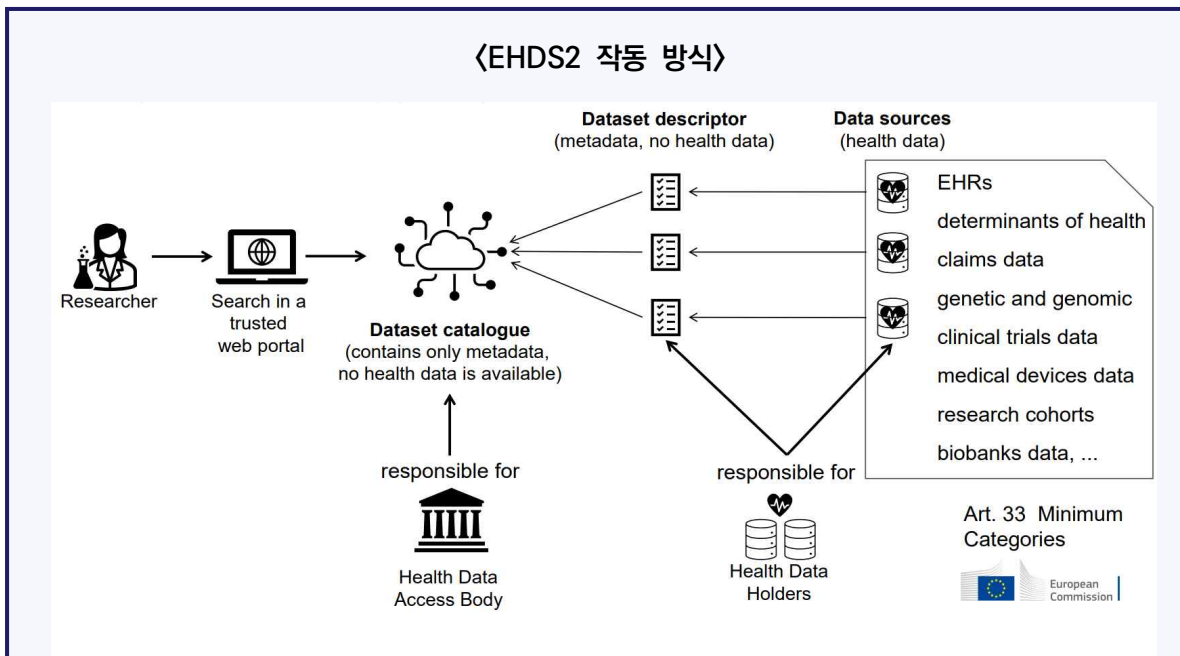 〈EHDS2 작동 방식〉
Dataset descriptor
(metadata, no health data)
Data sources
(health data)
EHRs
determinants of health
claims data
genetic and genomic
clinical trials data
medical devices data
research cohorts
biobanks data, ...
Researcher
Search in a
trusted
web portal
Dataset catalogue
(contains only metadata,
no health data is available)
responsible for
Health Data
Access Body
responsible for
Health Data
Holders
Art. 33 Minimum
Categories
European
Commission